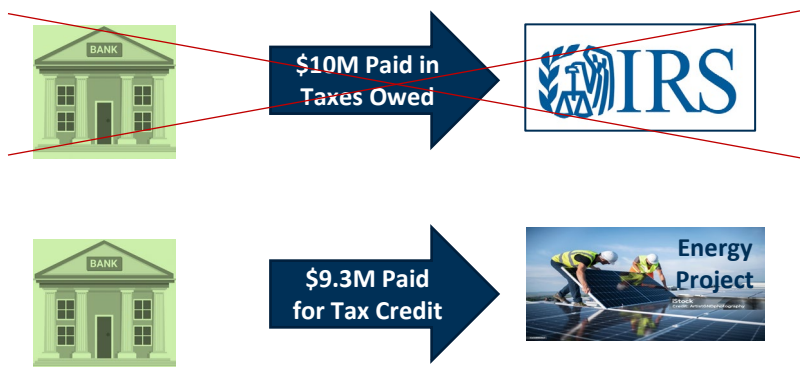 BANK
$10M Paid in
Taxes Owed
IRS
BANK
$9.3M Paid
for Tax Credit
Energy
Project
iStock